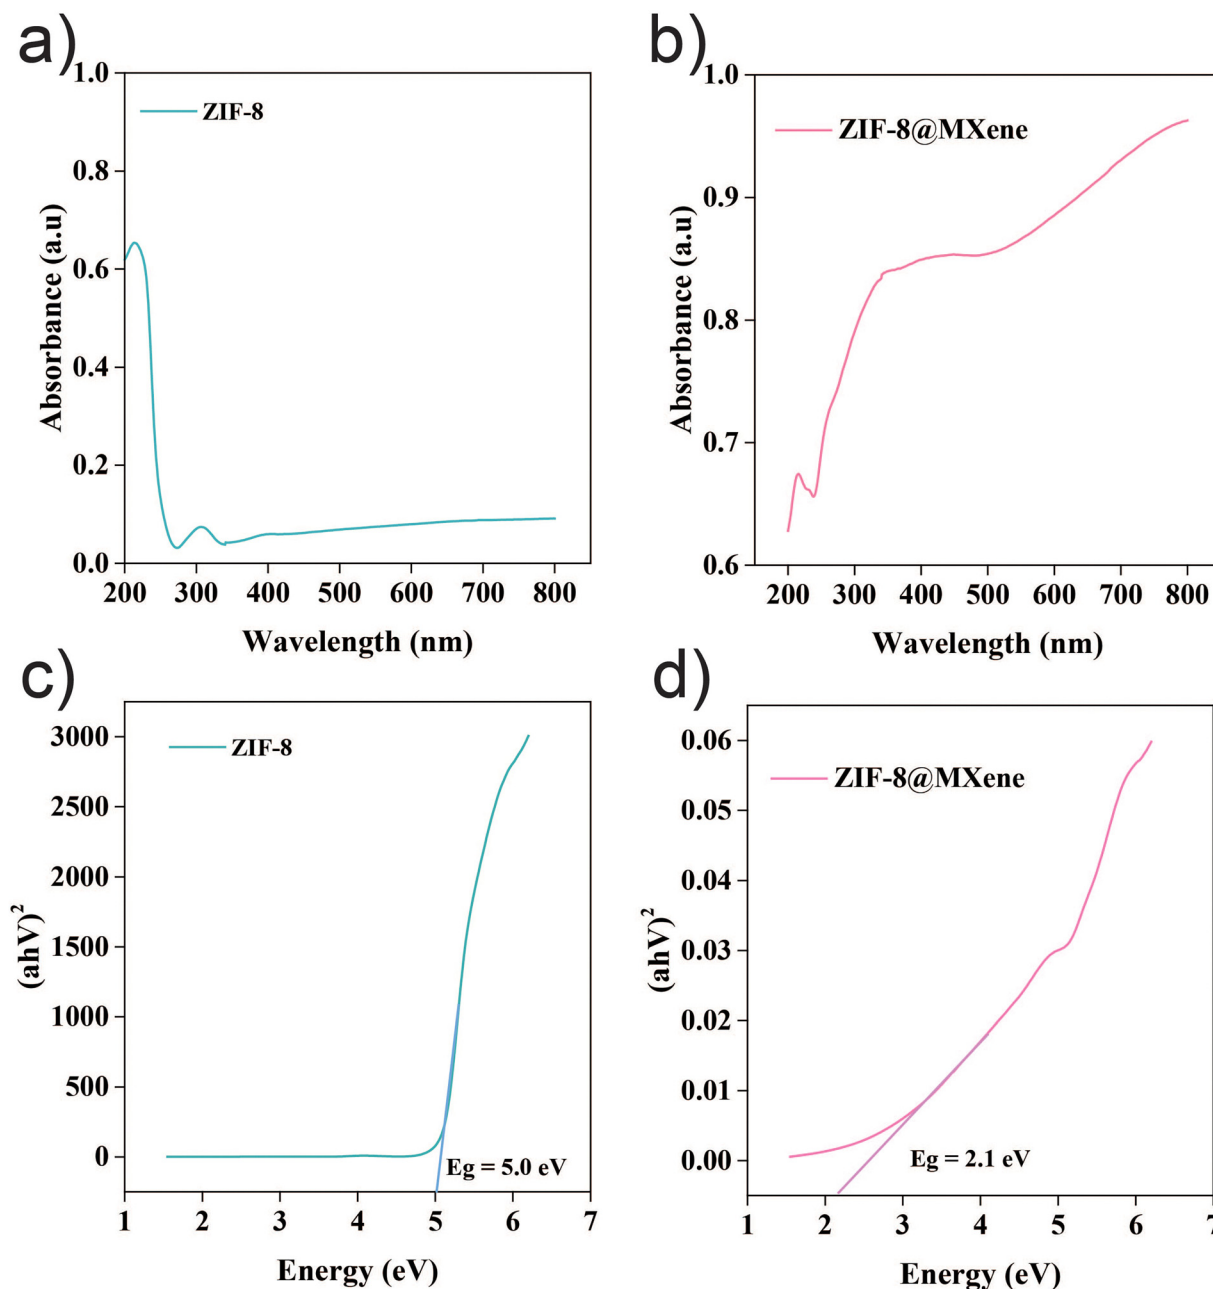 a)
1.0
0.8
0.6
0.4
0.2
0.0
Absorbance (a.u)
ZIF-8
200 300 400 500 600 700 800
Wavelength (nm)
b)
1.0
0.9
0.8
0.7
0.6
Absorbance (a.u)
ZIF-8@MXene
200 300 400 500 600 700 800
Wavelength (nm)
c)
3000
2500
2000
1500
1000
500
0
(ahV)²
ZIF-8
Eg = 5.0 eV
1 2 3 4 5 6 7
Energy (eV)
d)
0.06
0.05
0.04
0.03
0.02
0.01
0.00
(ahV)²
ZIF-8@MXene
Eg = 2.1 eV
1 2 3 4 5 6 7
Energy (eV)